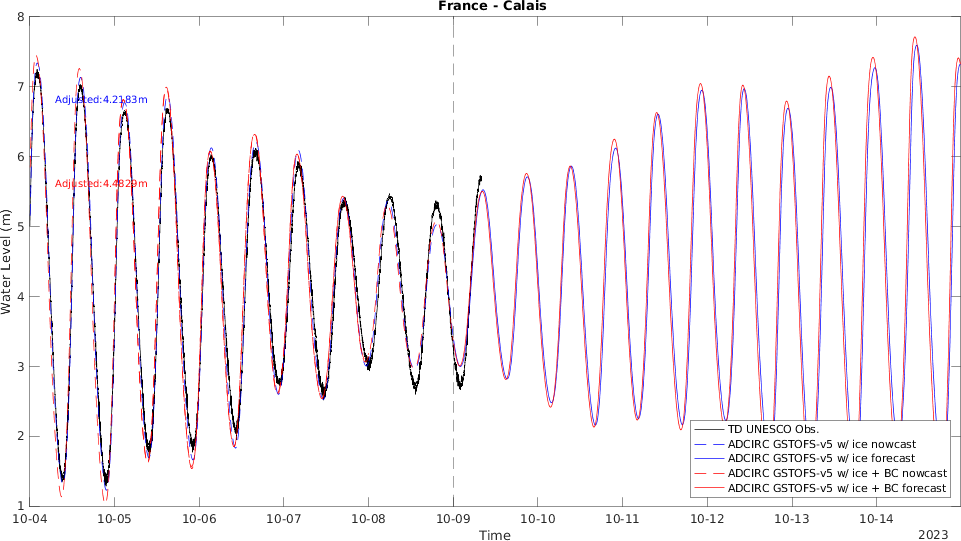 France - Calais
8
7
6
5
4
3
2
1
Water Level (m)
Adjusted:4.2183m
Adjusted:4.4829m
TD UNESCO Obs.
ADCIRC GSTOFS-v5 w/ ice nowcast
ADCIRC GSTOFS-v5 w/ ice forecast
ADCIRC GSTOFS-v5 w/ ice + BC nowcast
ADCIRC GSTOFS-v5 w/ ice + BC forecast
10-04 10-05 10-06 10-07 10-08 10-09 10-10 10-11 10-12 10-13 10-14
Time
2023